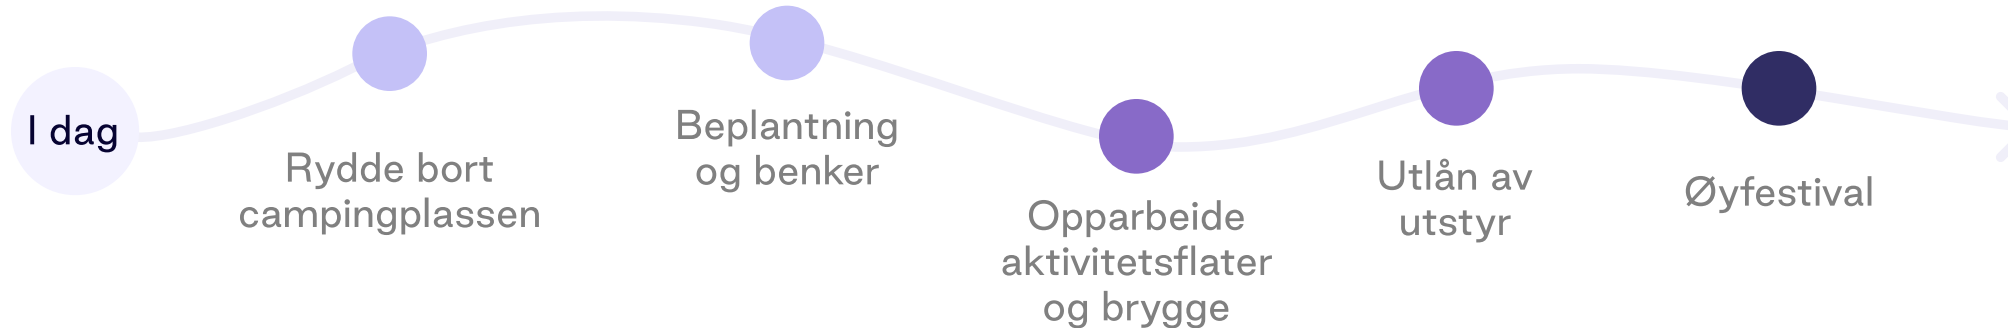 I dag
Rydde bort
campingplassen
Beplantning
og benker
Opparbeide
aktivitetsflater
og brygge
Utlån av
utstyr
Øyfestival